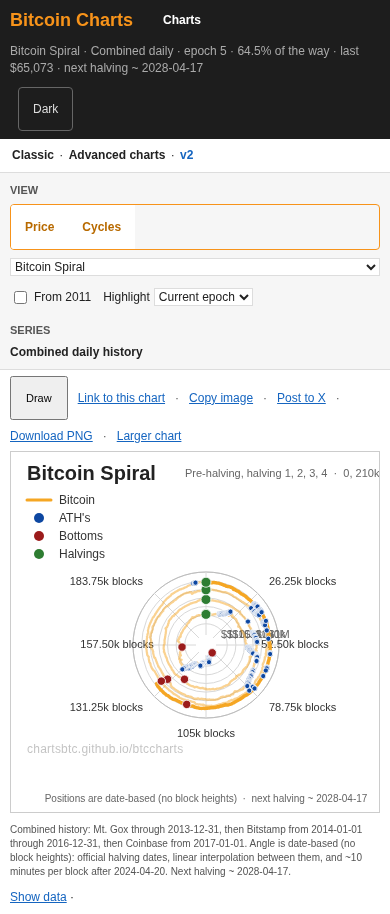 Bitcoin Charts Charts
Bitcoin Spiral · Combined daily · epoch 5 · 64.5% of the way · last
$65,073 · next halving ~ 2028-04-17
Dark
Classic · Advanced charts · v2
VIEW
Price Cycles
Bitcoin Spiral
From 2011 Highlight Current epoch
SERIES
Combined daily history
Draw Link to this chart · Copy image · Post to X ·
Download PNG · Larger chart
Bitcoin Spiral Pre-halving, halving 1, 2, 3, 4 · 0, 210k
Bitcoin
ATH's
Bottoms
Halvings
183.75k blocks 26.25k blocks
157.50k blocks 52.50k blocks
131.25k blocks 78.75k blocks
105k blocks
chartsbtc.github.io/btccharts
Positions are date-based (no block heights) · next halving ~ 2028-04-17
Combined history: Mt. Gox through 2013-12-31, then Bitstamp from 2014-01-01
through 2016-12-31, then Coinbase from 2017-01-01. Angle is date-based (no
block heights): official halving dates, linear interpolation between them, and ~10
minutes per block after 2024-04-20. Next halving ~ 2028-04-17.
Show data ·